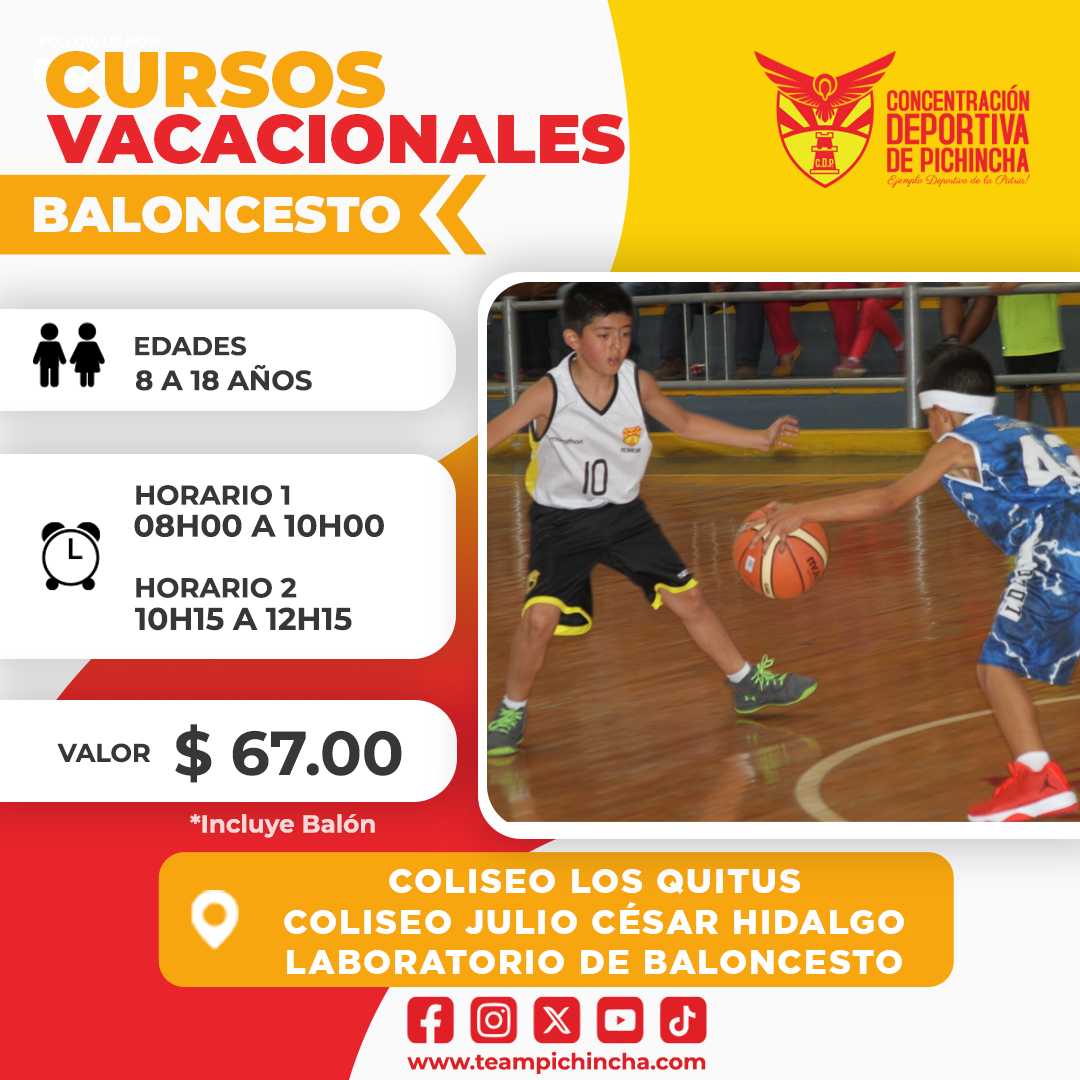 FOLLOW US NOW
CURSOS
VACACIONALES
BALONCESTO
C.D.P.
CONCENTRACIÓN
DEPORTIVA
DE PICHINCHA
Ejemplo Deportivo de la Patria!
EDADES
8 A 18 AÑOS
HORARIO 1
08H00 A 10H00
HORARIO 2
10H15 A 12H15
VALOR $ 67.00
*Incluye Balón
10
COLISEO LOS QUITUS
COLISEO JULIO CÉSAR HIDALGO
LABORATORIO DE BALONCESTO
www.teampichincha.com